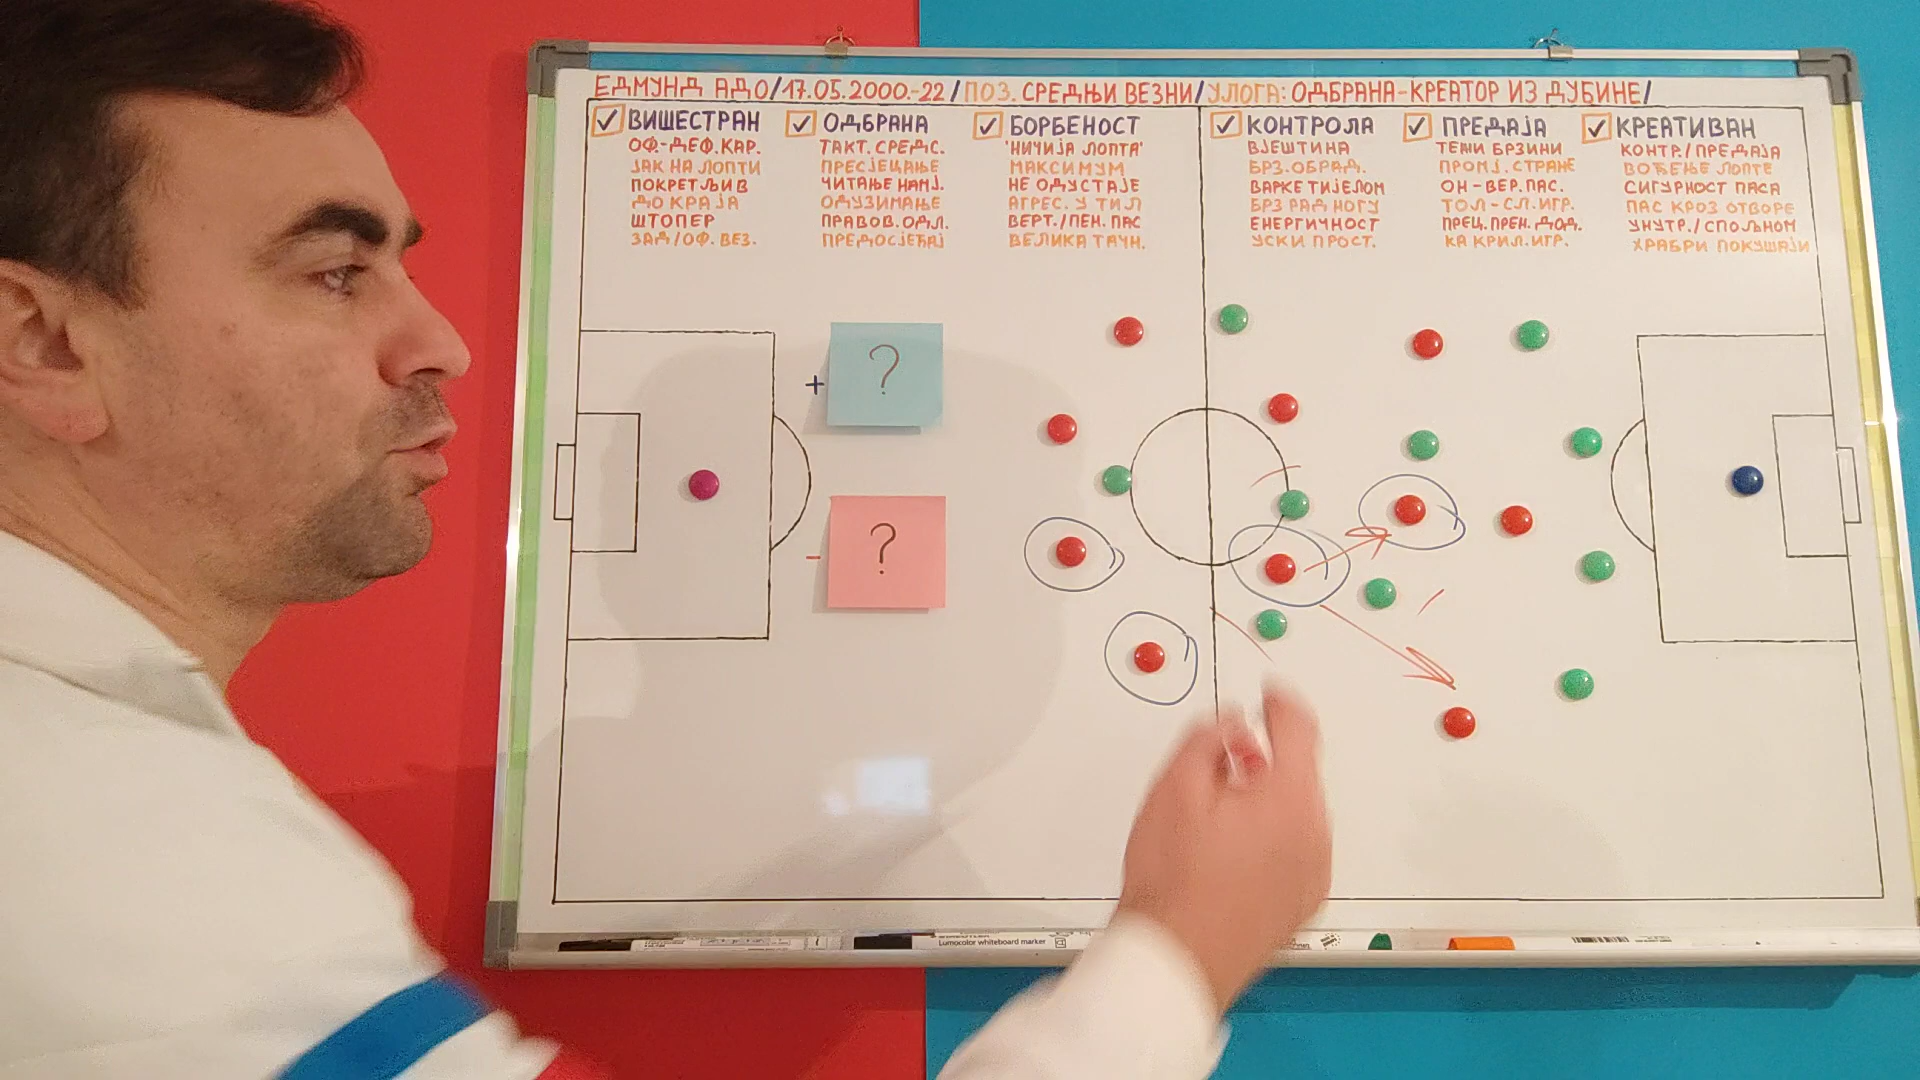 ЕДМУНД АДО/17.05.2000.-22/ПОЗ. СРЕДЊИ ВЕЗНИ/УЛОГА: ОДБРАНА-КРЕАТОР ИЗ ДУБИНЕ/
ВИШЕСТРАН
ОФ.-ДЕФ. КАР.
ЈАК НА ЛОПТИ
ПОКРЕТЉИВ
ДО КРАЈА
ШТОПЕР
ЗАД/ОФ. ВЕЗ.
ОДБРАНА
ТАКТ. СРЕДС.
ПРЕСЈЕЦАЊЕ
ЧИТАЊЕ НАМЈ.
ОДУЗИМАЊЕ
ПРАВОВ. ОДЛ.
ПРЕДОСЈЕЋАЈ
БОРБЕНОСТ
'НИЧИЈА ЛОПТА'
МАКСИМУМ
НЕ ОДУСТАЈЕ
АГРЕС. У ТИЛ
ВЕРТ./ПЕН. ПАС
ВЕЛИКА ТАЧН.
КОНТРОЛА
ВЈЕШТИНА
БРЗ. ОБРАД.
ВАРКЕ ТИЈЕЛОМ
БРЗ РАД НОГУ
ЕНЕРГИЧНОСТ
УСКИ ПРОСТ.
ПРЕДАЈА
ТЕЖИ БРЗИНИ
ПРОМЈ. СТРАНЕ
ОН-ВЕР. ПАС.
ТОЛ-СЛ. ИГР.
ПРЕЦ. ПРЕН. ДОД.
КА КРИЛ. ИГР.
КРЕАТИВАН
КОНТР./ПРЕДАЈА
ВОЂЕЊЕ ЛОПТЕ
СИГУРНОСТ ПАСА
ПАС КРОЗ ОТВОРЕ
УНУТР./СПОЉНОМ
ХРАБРИ ПОКУШАЈИ
+ ?
- ?
Lumocolor whiteboard marker